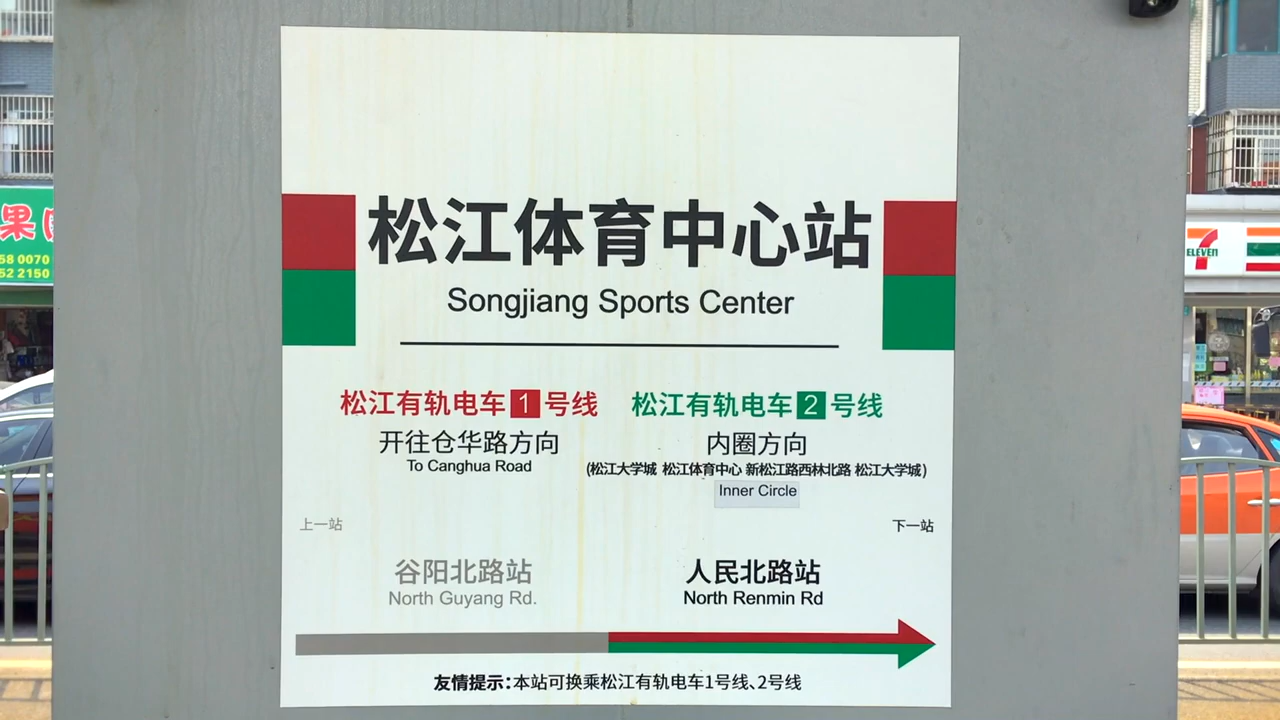 松江体育中心站
Songjiang Sports Center
松江有轨电车1号线
开往仓华路方向
To Canghua Road
松江有轨电车2号线
内圈方向
(松江大学城 松江体育中心 新松江路西林北路 松江大学城)
Inner Circle
上一站
下一站
谷阳北路站
North Guyang Rd.
人民北路站
North Renmin Rd
友情提示:本站可换乘松江有轨电车1号线、2号线
果
58 0070
52 2150
7
ELEVEN